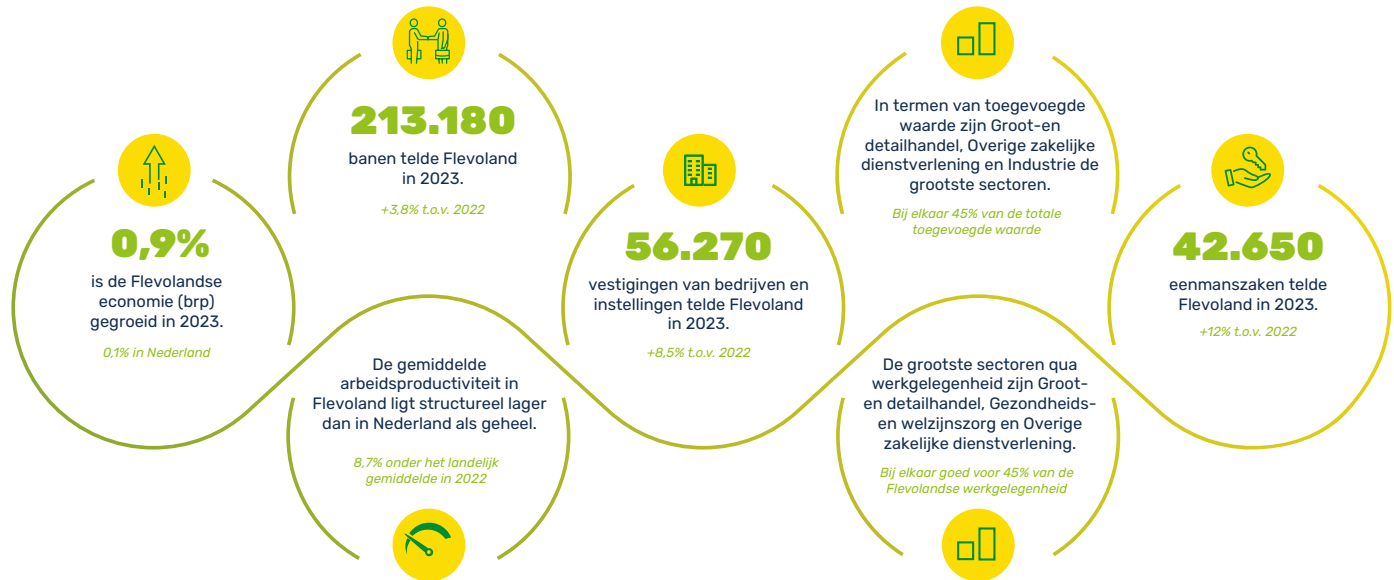 0,9%
is de Flevolandse
economie (brp)
gegroeid in 2023.
0,1% in Nederland
213.180
banen telde Flevoland
in 2023.
+3,8% t.o.v. 2022
De gemiddelde
arbeidsproductiviteit in
Flevoland ligt structureel lager
dan in Nederland als geheel.
8,7% onder het landelijk
gemiddelde in 2022
56.270
vestigingen van bedrijven en
instellingen telde Flevoland
in 2023.
+8,5% t.o.v. 2022
In termen van toegevoegde
waarde zijn Groot-en
detailhandel, Overige zakelijke
dienstverlening en Industrie de
grootste sectoren.
Bij elkaar 45% van de totale
toegevoegde waarde
De grootste sectoren qua
werkgelegenheid zijn Groot-
en detailhandel, Gezondheids-
en welzijnszorg en Overige
zakelijke dienstverlening.
Bij elkaar goed voor 45% van de
Flevolandse werkgelegenheid
42.650
eenmanszaken telde
Flevoland in 2023.
+12% t.o.v. 2022